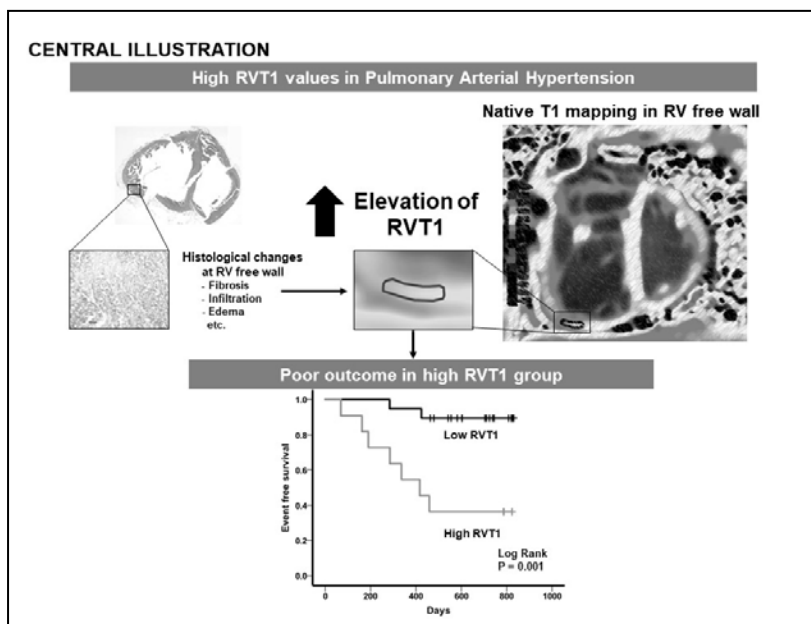 CENTRAL ILLUSTRATION
High RVT1 values in Pulmonary Arterial Hypertension
Native T1 mapping in RV free wall
Elevation of
RVT1
Histological changes
at RV free wall
- Fibrosis
- Infiltration
- Edema
etc.
Poor outcome in high RVT1 group
Event free survival
1.0
0.8
0.6
0.4
0.2
0.0
Low RVT1
High RVT1
Log Rank
P = 0.001
0 200 400 600 800 1000
Days